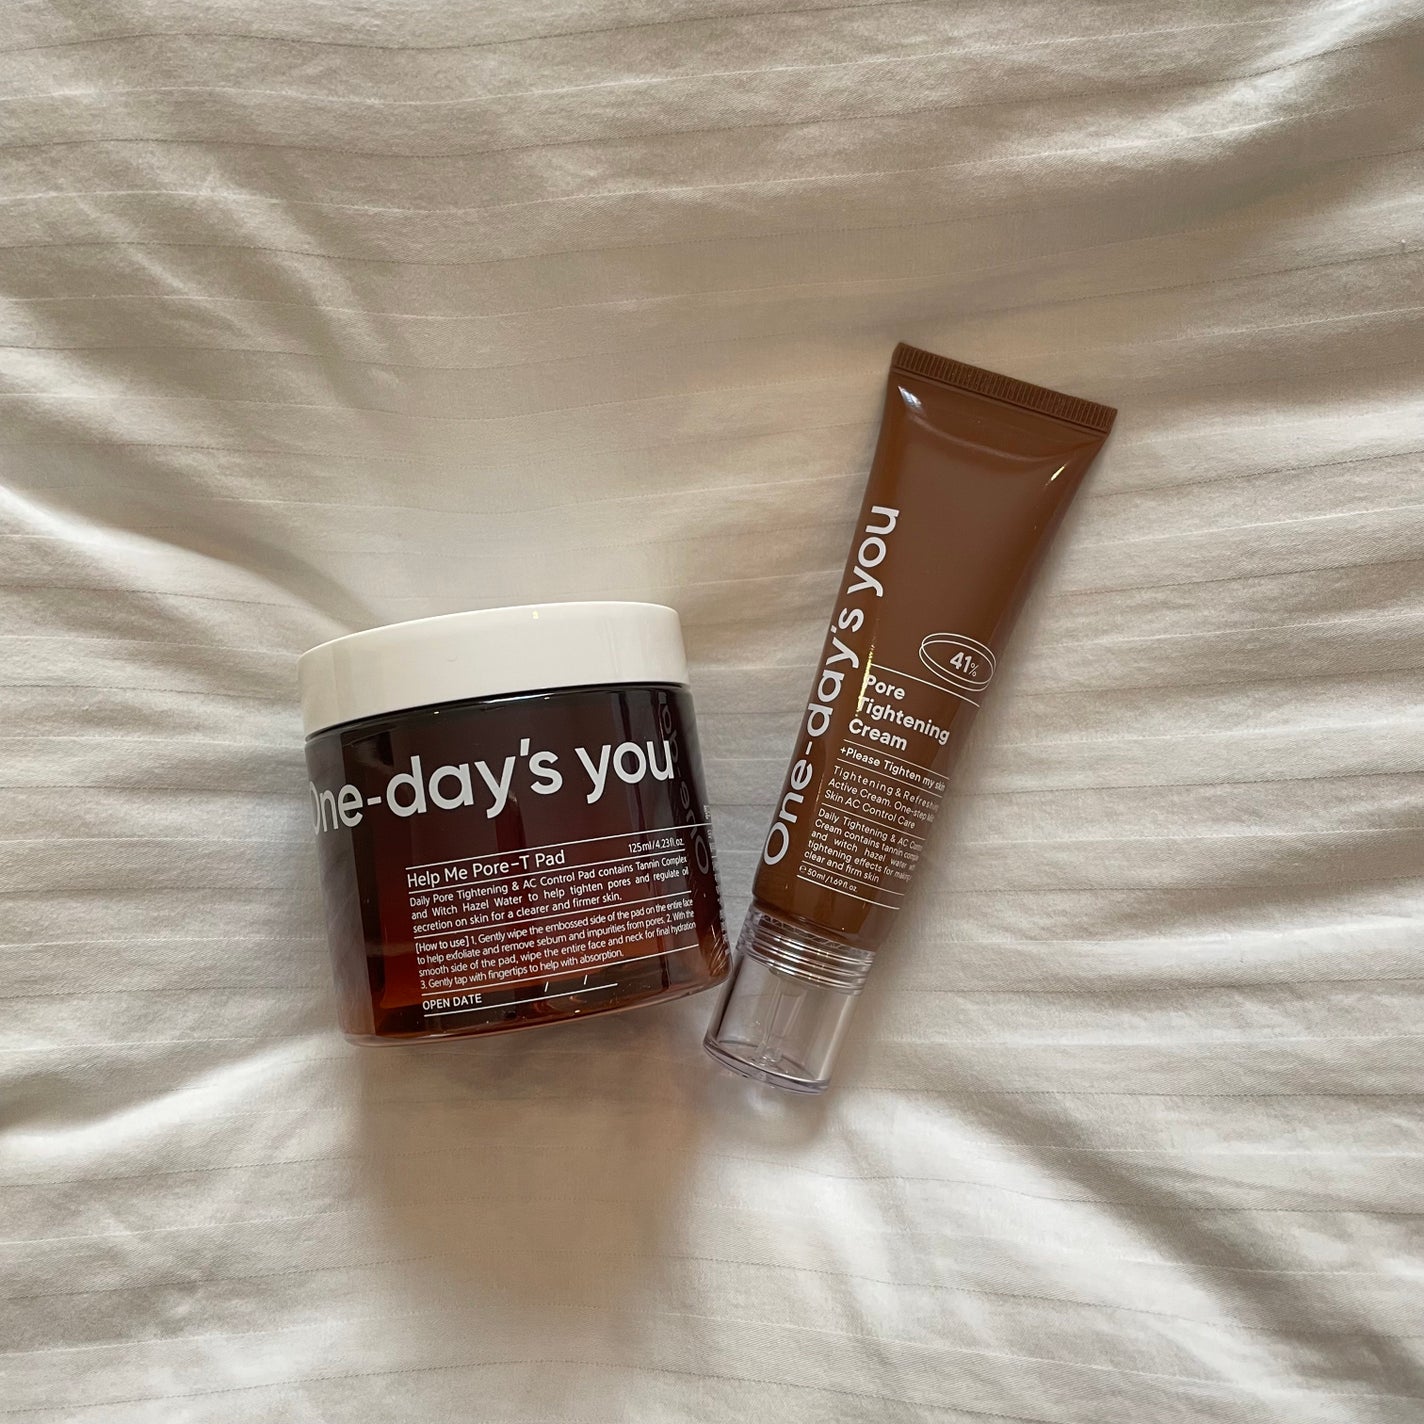 One-day's you
Help Me Pore-T Pad
125ml/4.23fl.oz.
Daily Pore Tightening & AC Control Pad contains Tannin Complex
and Witch Hazel Water to help tighten pores and regulate oil
secretion on skin for a clearer and firmer skin.
[How to use] 1. Gently wipe the embossed side of the pad on the entire face
to help exfoliate and remove sebum and impurities from pores. 2. With the
smooth side of the pad, wipe the entire face and neck for final hydration
3. Gently tap with fingertips to help with absorption.
OPEN DATE / /
One-day's you
41%
Pore
Tightening
Cream
+Please Tighten my skin
Tightening & Refreshing
Active Cream. One-step
Skin AC Control Care
Daily Tightening & AC Control
Cream contains tannin complex
and witch hazel water
tightening effects for making
clear and firm skin
℮ 50ml/1.69fl.oz.